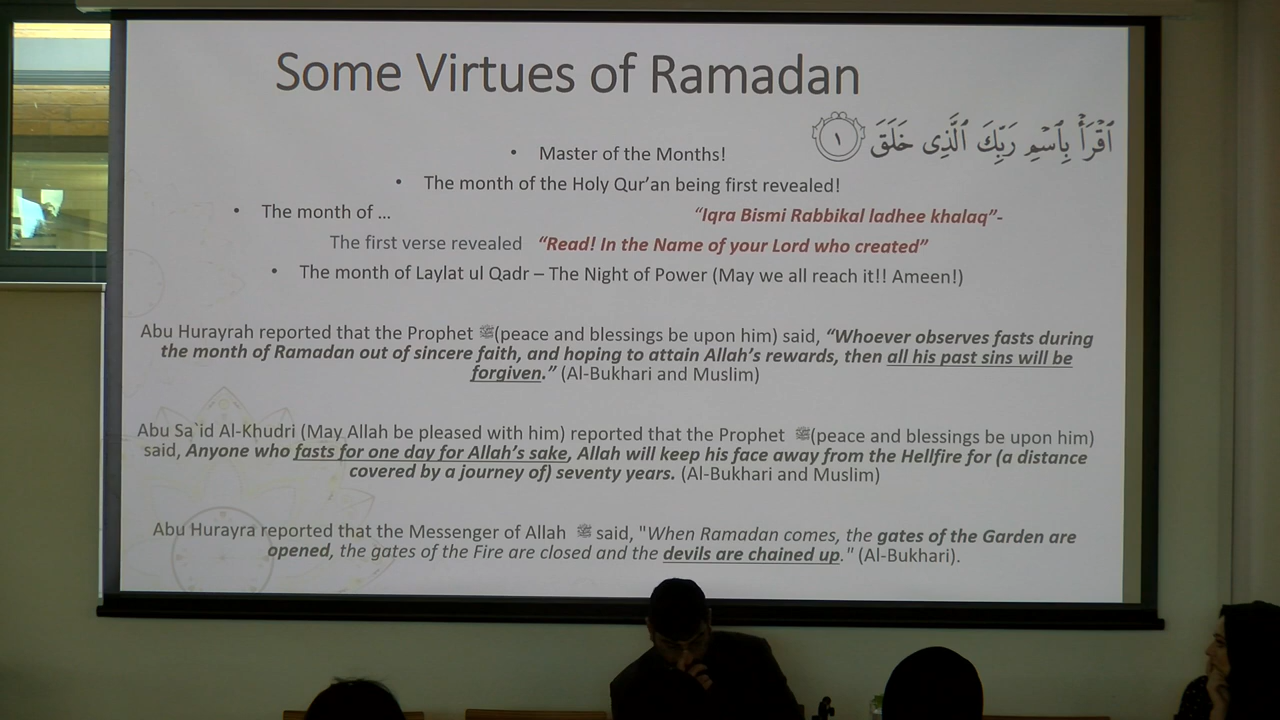 Some Virtues of Ramadan
ٱقۡرَأۡ بِٱسۡمِ رَبِّكَ ٱلَّذِى خَلَقَ ١
• Master of the Months!
• The month of the Holy Qur’an being first revealed!
• The month of … “Iqra Bismi Rabbikal ladhee khalaq”-
The first verse revealed “Read! In the Name of your Lord who created”
• The month of Laylat ul Qadr – The Night of Power (May we all reach it!! Ameen!)
Abu Hurayrah reported that the Prophet ﷺ(peace and blessings be upon him) said, “Whoever observes fasts during
the month of Ramadan out of sincere faith, and hoping to attain Allah’s rewards, then all his past sins will be
forgiven.” (Al-Bukhari and Muslim)
Abu Sa`id Al-Khudri (May Allah be pleased with him) reported that the Prophet ﷺ(peace and blessings be upon him)
said, Anyone who fasts for one day for Allah’s sake, Allah will keep his face away from the Hellfire for (a distance
covered by a journey of) seventy years. (Al-Bukhari and Muslim)
Abu Hurayra reported that the Messenger of Allah ﷺ said, "When Ramadan comes, the gates of the Garden are
opened, the gates of the Fire are closed and the devils are chained up." (Al-Bukhari).